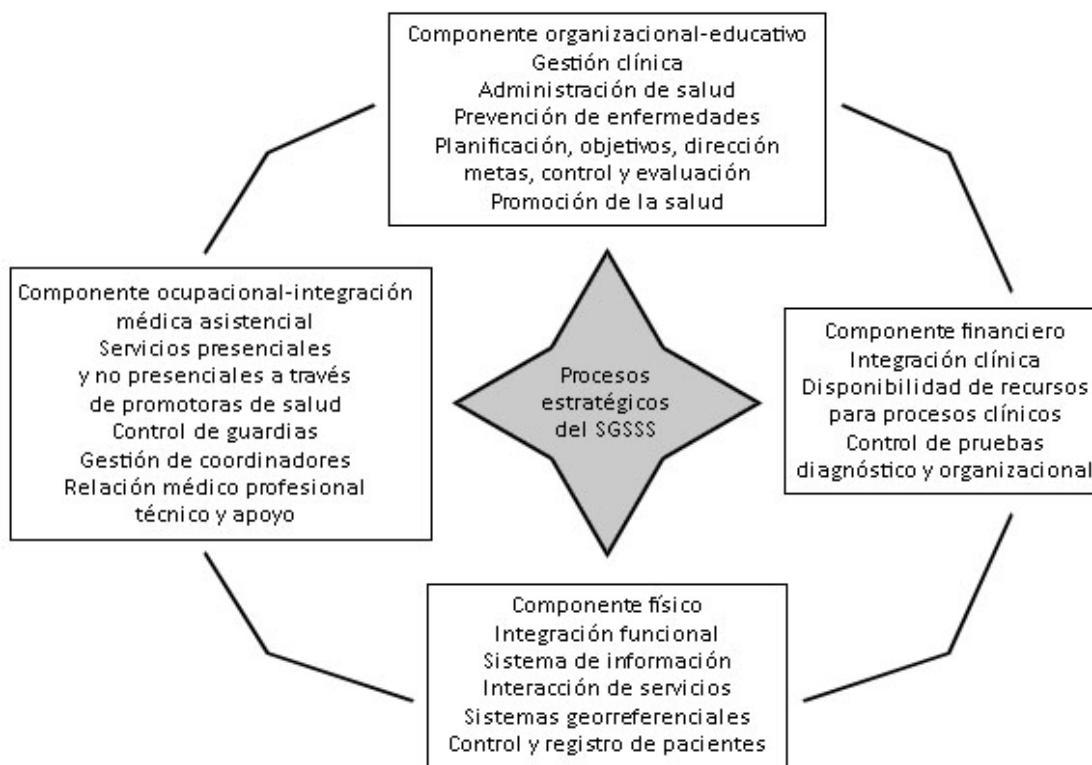 Componente organizacional-educativo
Gestión clínica
Administración de salud
Prevención de enfermedades
Planificación, objetivos, dirección
metas, control y evaluación
Promoción de la salud
Componente ocupacional-integración
médica asistencial
Servicios presenciales
y no presenciales a través
de promotoras de salud
Control de guardias
Gestión de coordinadores
Relación médico profesional
técnico y apoyo
Procesos
estratégicos
del SGSSS
Componente financiero
Integración clínica
Disponibilidad de recursos
para procesos clínicos
Control de pruebas
diagnóstico y organizacional
Componente físico
Integración funcional
Sistema de información
Interacción de servicios
Sistemas georreferenciales
Control y registro de pacientes